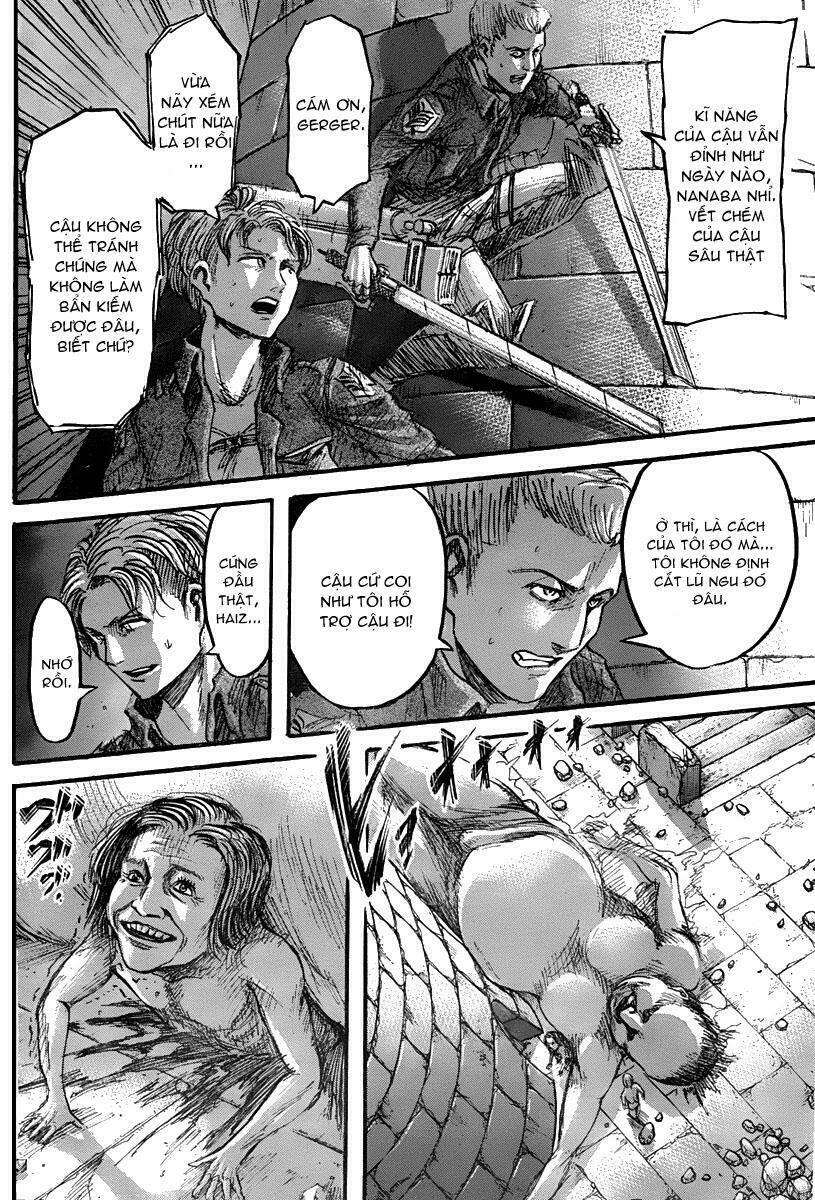 KĨ NĂNG
CỦA CẬU VẪN
ĐỈNH NHƯ
NGÀY NÀO,
NANABA NHỈ.
VẾT CHÉM
CỦA CẬU
SÂU THẬT
CÁM ƠN,
GERGER.
VỪA
NÃY XÉM
CHÚT NỮA
LÀ ĐI RỒI
...
CẬU KHÔNG
THỂ TRÁNH
CHÚNG MÀ
KHÔNG LÀM
BẨN KIẾM
ĐƯỢC ĐÂU,
BIẾT CHỨ?
Ờ THÌ, LÀ CÁCH
CỦA TÔI ĐÓ MÀ...
TÔI KHÔNG ĐỊNH
CẮT LŨ NGU ĐÓ
ĐÂU.
CẬU CỨ COI
NHƯ TÔI HỖ
TRỢ CẬU ĐI!
CỨNG
ĐẦU
THẬT,
HAIZ...
NHỚ
RỒI.